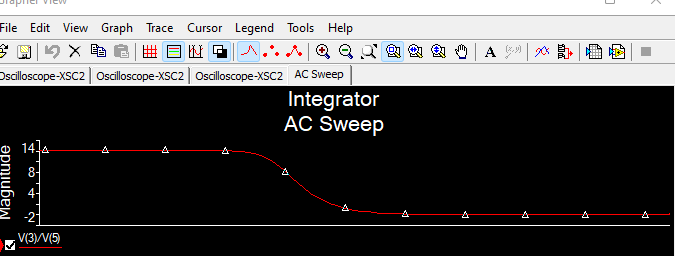 Grapher View
File Edit View Graph Trace Cursor Legend Tools Help
Oscilloscope-XSC2 Oscilloscope-XSC2 Oscilloscope-XSC2 AC Sweep
Integrator
AC Sweep
Magnitude
14
8
4
-2
V(3)/V(5)